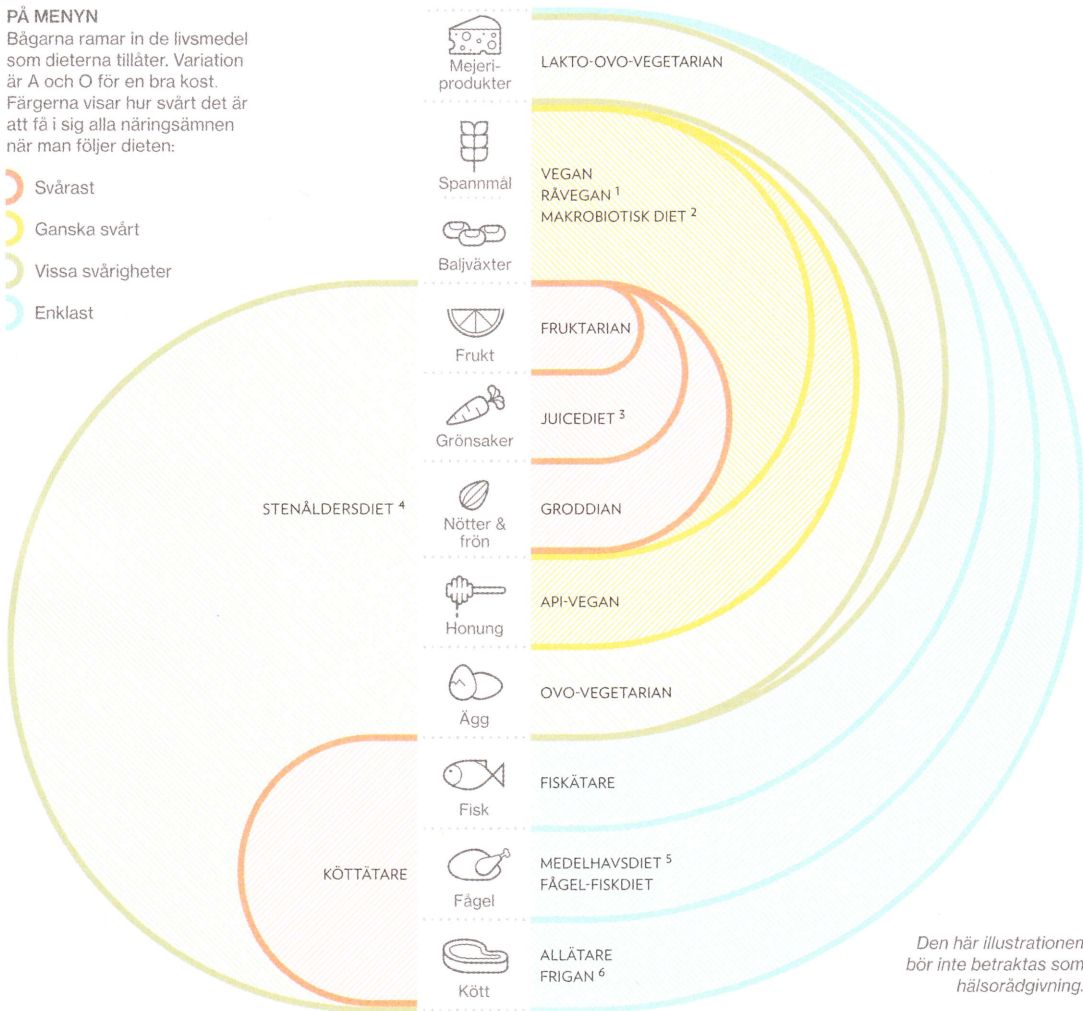 PÅ MENYN
Bågarna ramar in de livsmedel
som dieterna tillåter. Variation
är A och O för en bra kost.
Färgerna visar hur svårt det är
att få i sig alla näringsämnen
när man följer dieten:
Svårast
Ganska svårt
Vissa svårigheter
Enklast
Mejeri-
produkter
LAKTO-OVO-VEGETARIAN
Spannmål
VEGAN
RÅVEGAN 1
MAKROBIOTISK DIET 2
Baljväxter
Frukt
FRUKTARIAN
Grönsaker
JUICEDIET 3
STENÅLDERSDIET 4
Nötter &
frön
GRODDIAN
Honung
API-VEGAN
Ägg
OVO-VEGETARIAN
Fisk
FISKÄTARE
KÖTTÄTARE
Fågel
MEDELHAVSDIET 5
FÅGEL-FISKDIET
Kött
ALLÄTARE
FRIGAN 6
Den här illustrationen
bör inte betraktas som
hälsorådgivning.